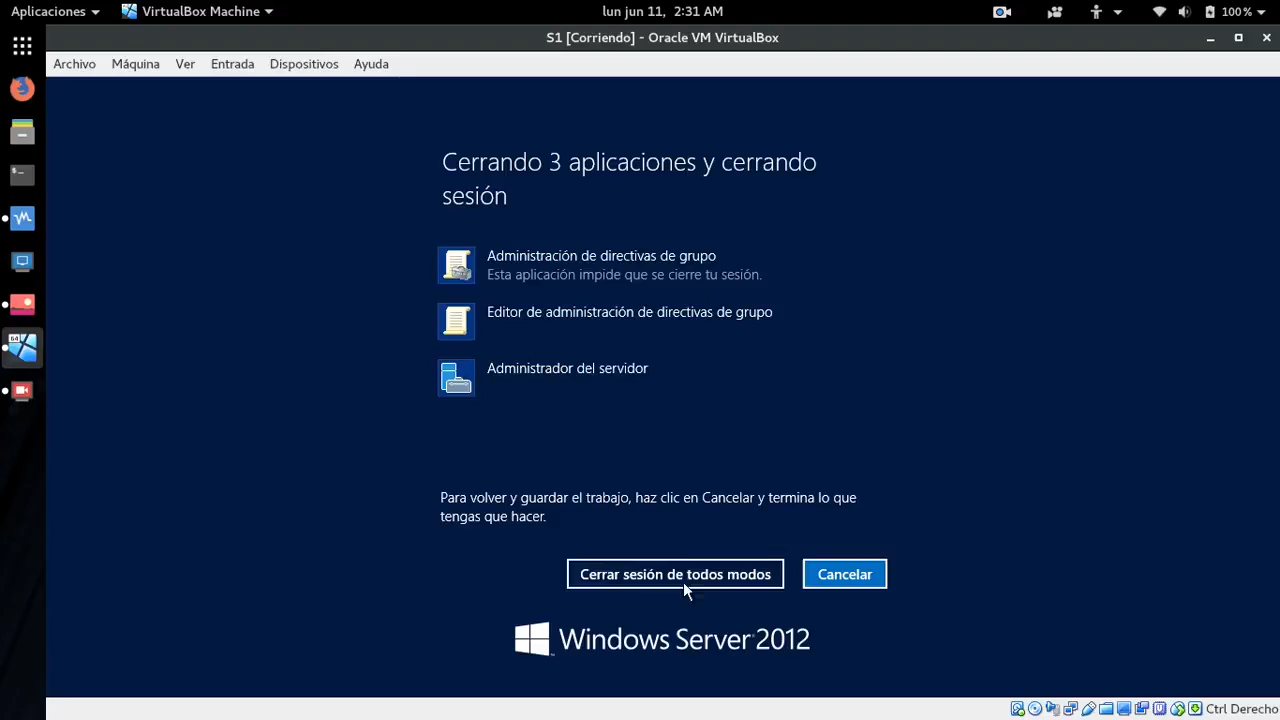 Aplicaciones
VirtualBox Machine
lun jun 11, 2:31 AM
100%
S1 [Corriendo] - Oracle VM VirtualBox
Archivo Máquina Ver Entrada Dispositivos Ayuda
Cerrando 3 aplicaciones y cerrando
sesión
Administración de directivas de grupo
Esta aplicación impide que se cierre tu sesión.
Editor de administración de directivas de grupo
Administrador del servidor
Para volver y guardar el trabajo, haz clic en Cancelar y termina lo que
tengas que hacer.
Cerrar sesión de todos modos
Cancelar
Windows Server 2012
Ctrl Derecho